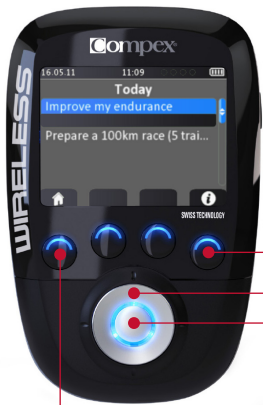 Compex
16.05.11 11:09
Today
Improve my endurance
Prepare a 100km race (5 trai...
i
SWISS TECHNOLOGY
WIRELESS